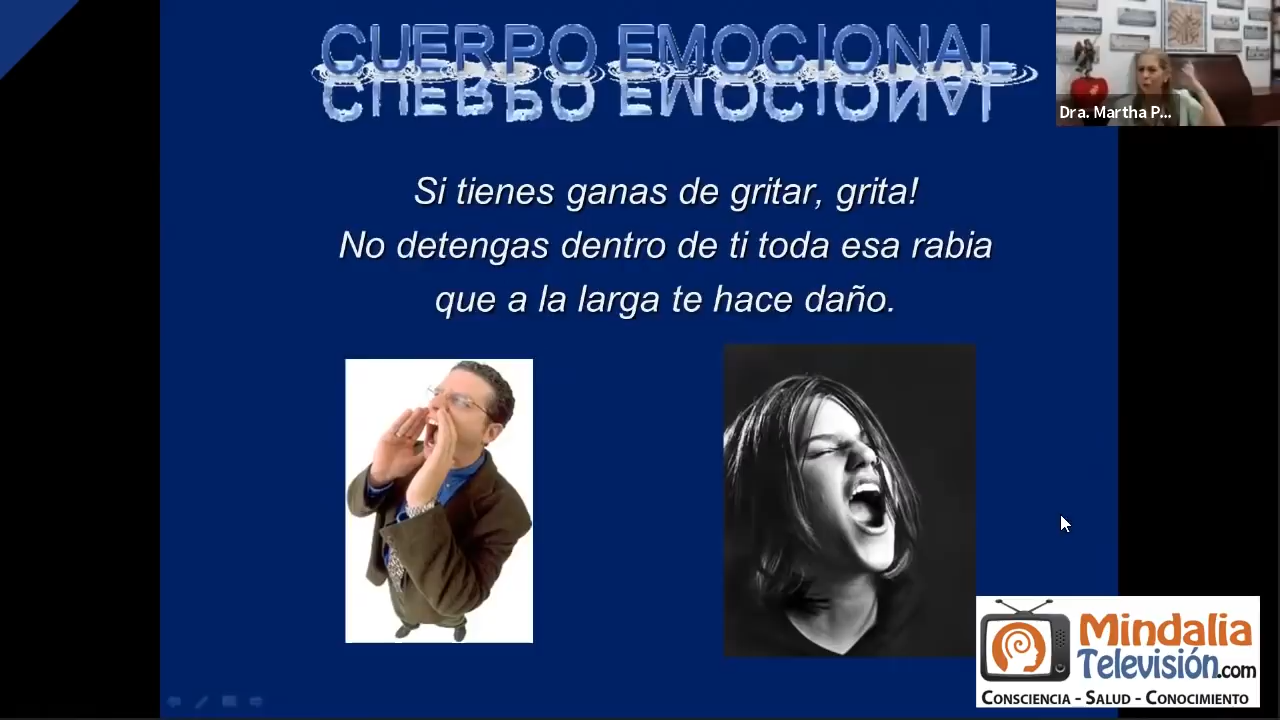 CUERPO EMOCIONAL
Dra. Martha P...
Si tienes ganas de gritar, grita!
No detengas dentro de ti toda esa rabia
que a la larga te hace daño.
Mindalia
Televisión.com
Consciencia - Salud - Conocimiento